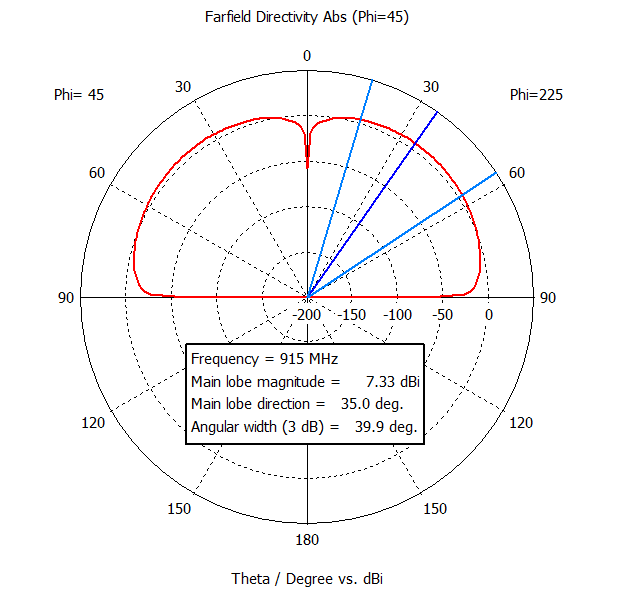 Farfield Directivity Abs (Phi=45)
0
30
30
Phi= 45
Phi=225
60
60
90
90
-200
-150
-100
-50
0
Frequency = 915 MHz
Main lobe magnitude = 7.33 dBi
Main lobe direction = 35.0 deg.
Angular width (3 dB) = 39.9 deg.
120
120
150
150
180
Theta / Degree vs. dBi